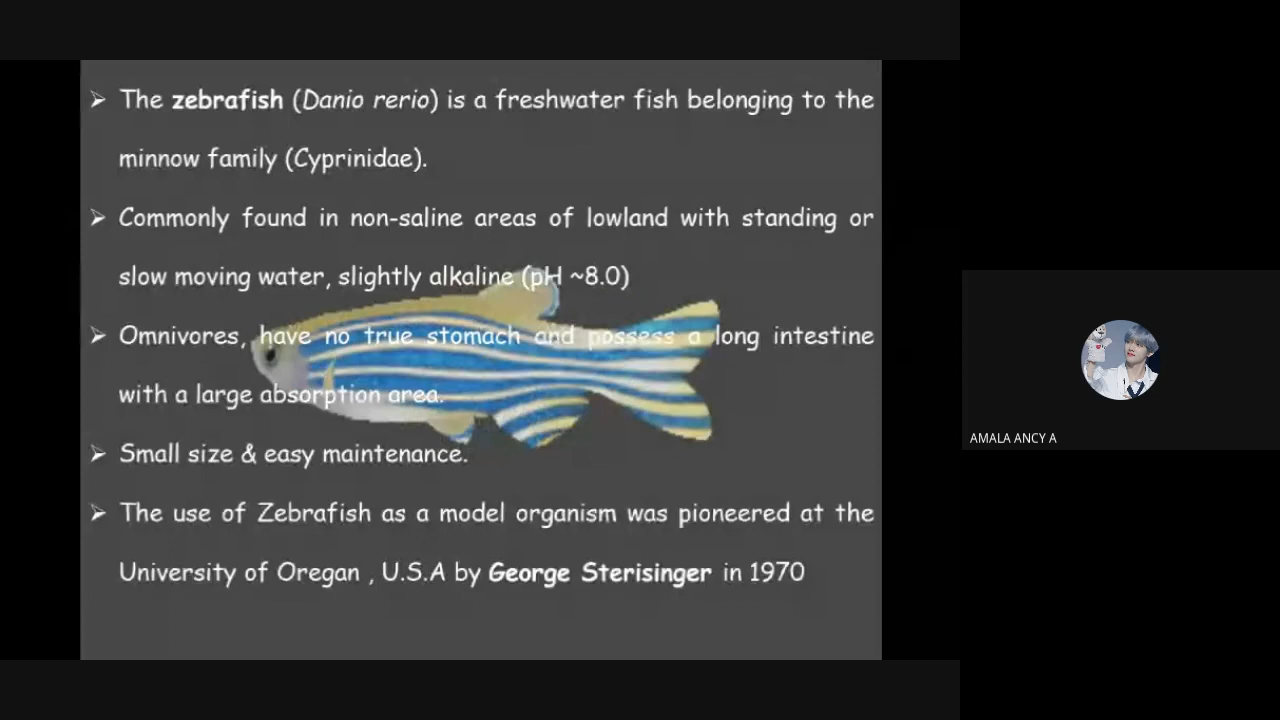 ➢ The zebrafish (Danio rerio) is a freshwater fish belonging to the
minnow family (Cyprinidae).
➢ Commonly found in non-saline areas of lowland with standing or
slow moving water, slightly alkaline (pH ~8.0)
➢ Omnivores, have no true stomach and possess a long intestine
with a large absorption area.
➢ Small size & easy maintenance.
➢ The use of Zebrafish as a model organism was pioneered at the
University of Oregan , U.S.A by George Sterisinger in 1970
AMALA ANCY A